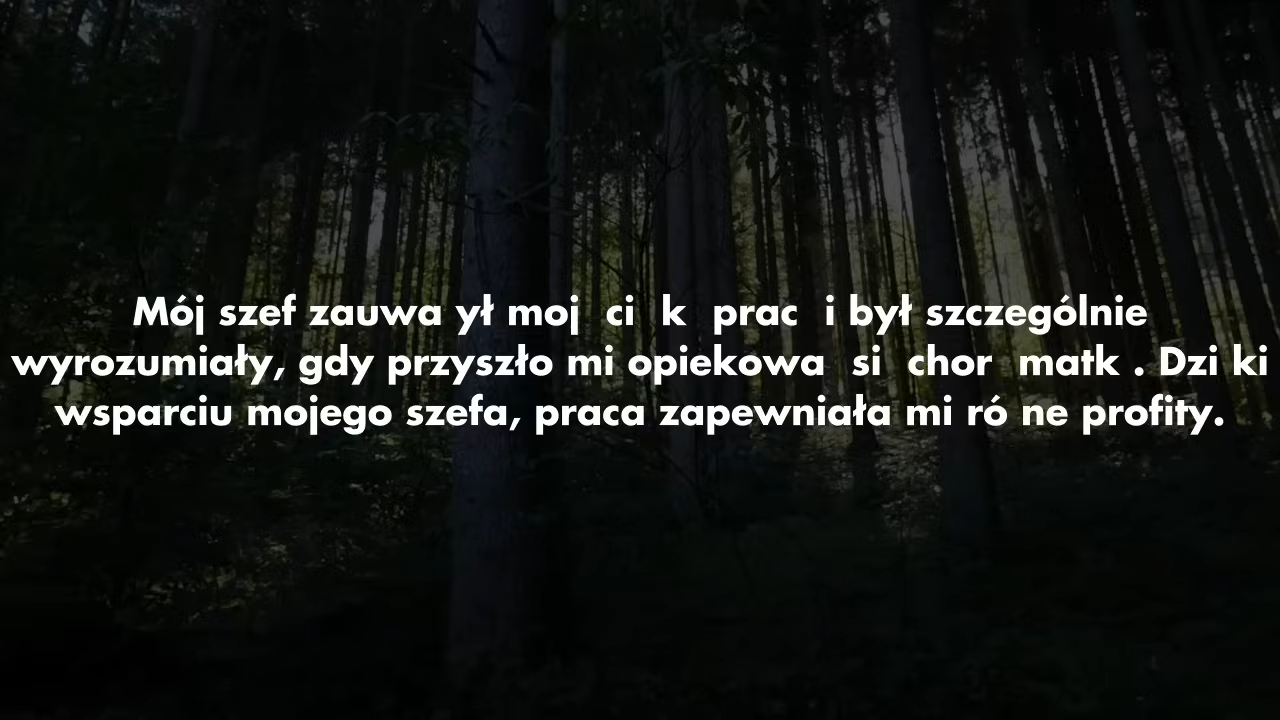 Mój szef zauwa ył moj  ci  k  prac  i był szczególnie
wyrozumiały, gdy przyszło mi opiekowa  si  chor  matk . Dzi ki
wsparciu mojego szefa, praca zapewniała mi ró ne profity.